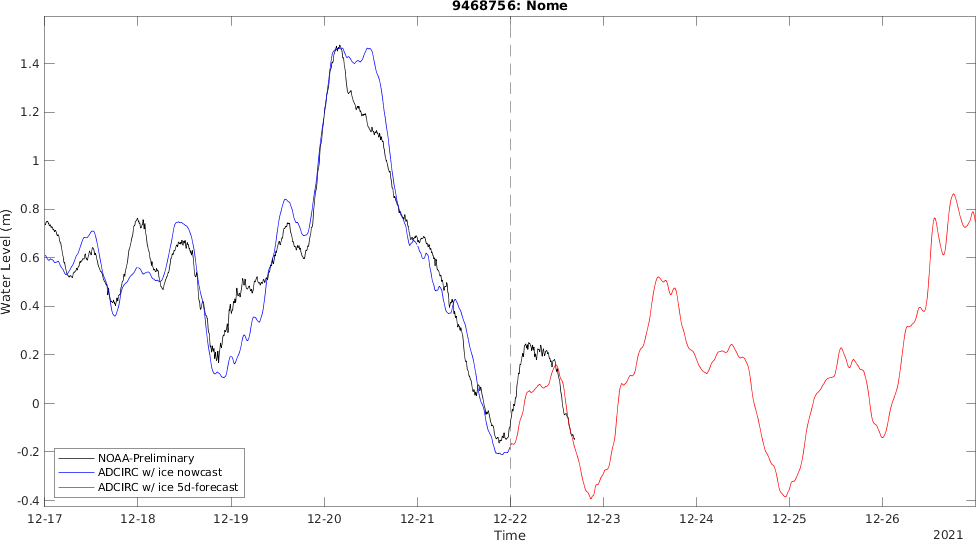 9468756: Nome
Water Level (m)
1.4
1.2
1
0.8
0.6
0.4
0.2
0
-0.2
-0.4
NOAA-Preliminary
ADCIRC w/ ice nowcast
ADCIRC w/ ice 5d-forecast
12-17 12-18 12-19 12-20 12-21 12-22 12-23 12-24 12-25 12-26
Time
2021